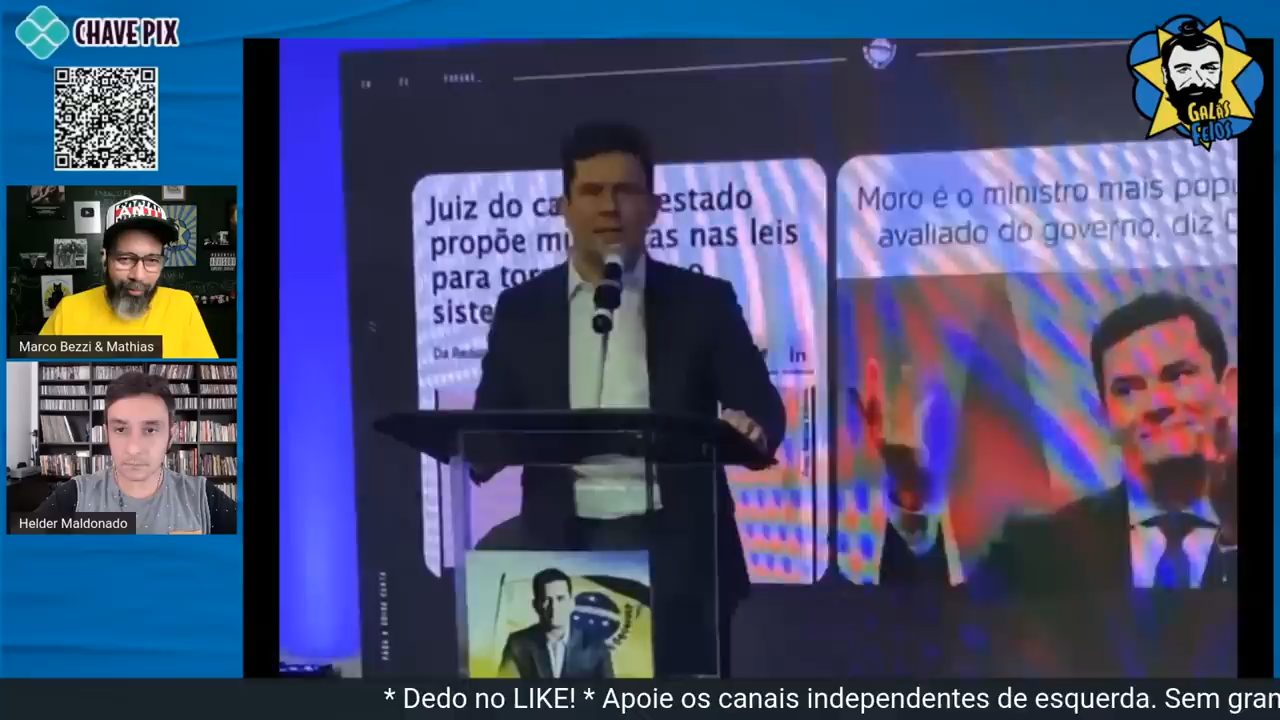 CHAVE PIX
GALÃS
FEIOS
Juiz do ca estado
propõe mu as nas leis
para tor o
siste
Da
In
Moro é o ministro mais popu
avaliado do governo, diz
Marco Bezzi & Mathias
Helder Maldonado
* Dedo no LIKE! * Apoie os canais independentes de esquerda. Sem gran